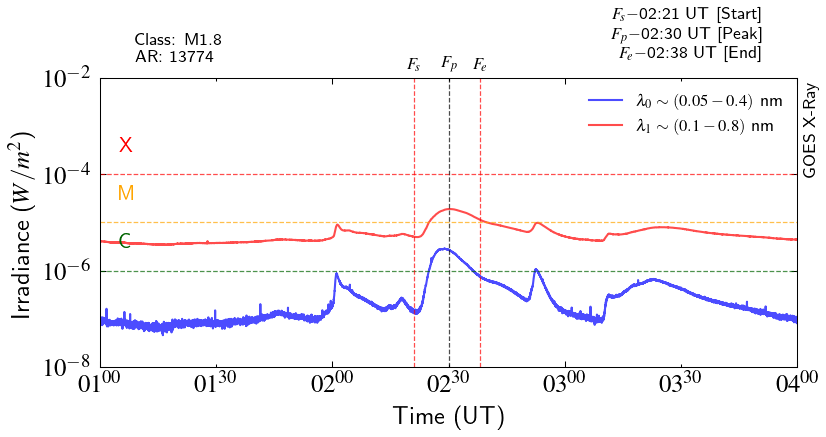 F_s−02:21 UT [Start]
Class: M1.8
F_p−02:30 UT [Peak]
AR: 13774
F_e−02:38 UT [End]
F_s F_p F_e
10^−2
λ_0 ∼ (0.05 − 0.4) nm
λ_1 ∼ (0.1 − 0.8) nm
GOES X-Ray
X
10^−4
M
Irradiance (W/m^2)
C
10^−6
10^−8
01^00 01^30 02^00 02^30 03^00 03^30 04^00
Time (UT)